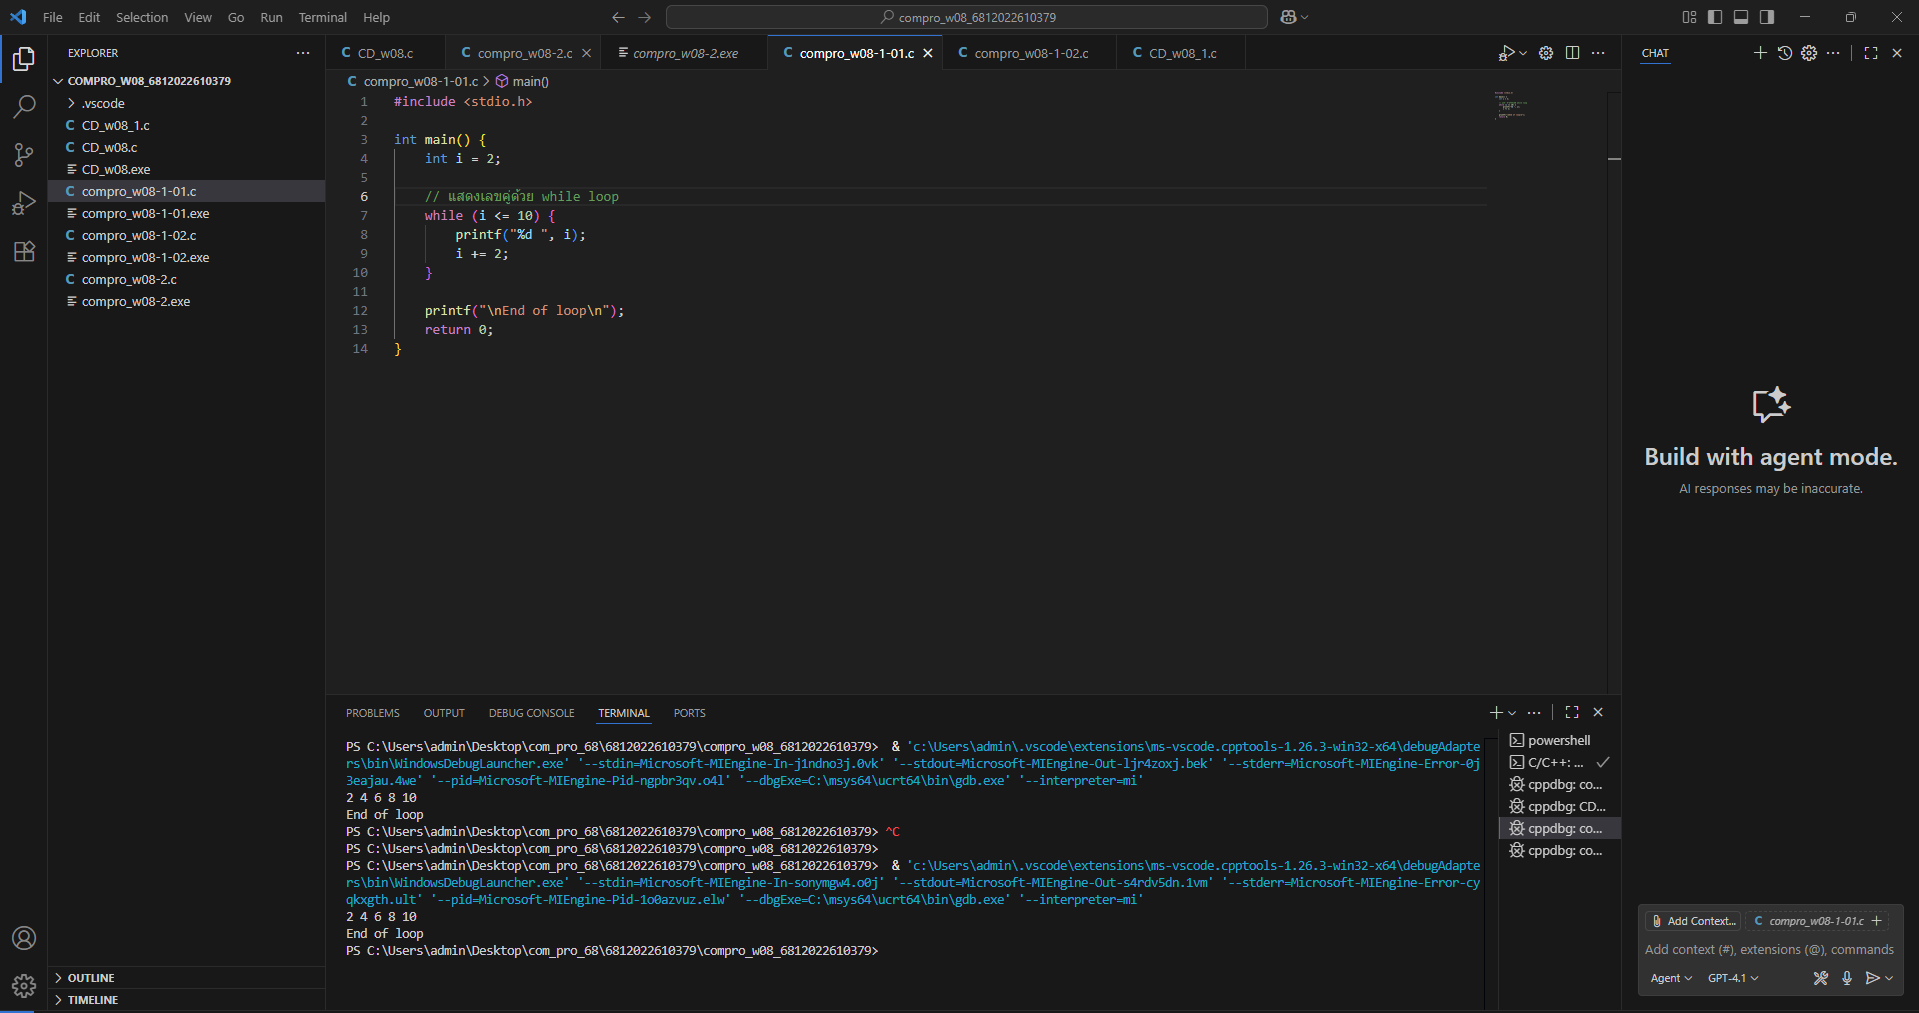 File Edit Selection View Go Run Terminal Help
compro_w08_6812022610379
EXPLORER
COMPRO_W08_6812022610379
.vscode
C CD_w08_1.c
C CD_w08.c
CD_w08.exe
C compro_w08-1-01.c
compro_w08-1-01.exe
C compro_w08-1-02.c
compro_w08-1-02.exe
C compro_w08-2.c
compro_w08-2.exe
OUTLINE
TIMELINE
C CD_w08.c C compro_w08-2.c compro_w08-2.exe C compro_w08-1-01.c C compro_w08-1-02.c C CD_w08_1.c
C compro_w08-1-01.c > main()
1 #include <stdio.h>
2
3 int main() {
4 int i = 2;
5
6 // แสดงเลขคู่ด้วย while loop
7 while (i <= 10) {
8 printf("%d ", i);
9 i += 2;
10 }
11
12 printf("\nEnd of loop\n");
13 return 0;
14 }
PROBLEMS OUTPUT DEBUG CONSOLE TERMINAL PORTS
PS C:\Users\admin\Desktop\com_pro_68\6812022610379\compro_w08_6812022610379> & 'c:\Users\admin\.vscode\extensions\ms-vscode.cpptools-1.26.3-win32-x64\debugAdapte
rs\bin\WindowsDebugLauncher.exe' '--stdin=Microsoft-MIEngine-In-j1ndno3j.0vk' '--stdout=Microsoft-MIEngine-Out-ljr4zoxj.bek' '--stderr=Microsoft-MIEngine-Error-0j
3eajau.4we' '--pid=Microsoft-MIEngine-Pid-ngpbr3qv.o4l' '--dbgExe=C:\msys64\ucrt64\bin\gdb.exe' '--interpreter=mi'
2 4 6 8 10
End of loop
PS C:\Users\admin\Desktop\com_pro_68\6812022610379\compro_w08_6812022610379> ^C
PS C:\Users\admin\Desktop\com_pro_68\6812022610379\compro_w08_6812022610379>
PS C:\Users\admin\Desktop\com_pro_68\6812022610379\compro_w08_6812022610379> & 'c:\Users\admin\.vscode\extensions\ms-vscode.cpptools-1.26.3-win32-x64\debugAdapte
rs\bin\WindowsDebugLauncher.exe' '--stdin=Microsoft-MIEngine-In-sonymgw4.o0j' '--stdout=Microsoft-MIEngine-Out-s4rdv5dn.1vm' '--stderr=Microsoft-MIEngine-Error-cy
qkxgth.ult' '--pid=Microsoft-MIEngine-Pid-1o0azvuz.elw' '--dbgExe=C:\msys64\ucrt64\bin\gdb.exe' '--interpreter=mi'
2 4 6 8 10
End of loop
PS C:\Users\admin\Desktop\com_pro_68\6812022610379\compro_w08_6812022610379>
powershell
C/C++: ...
cppdbg: co...
cppdbg: CD...
cppdbg: co...
cppdbg: co...
CHAT
Build with agent mode.
AI responses may be inaccurate.
Add Context... C compro_w08-1-01.c
Add context (#), extensions (@), commands
Agent GPT-4.1